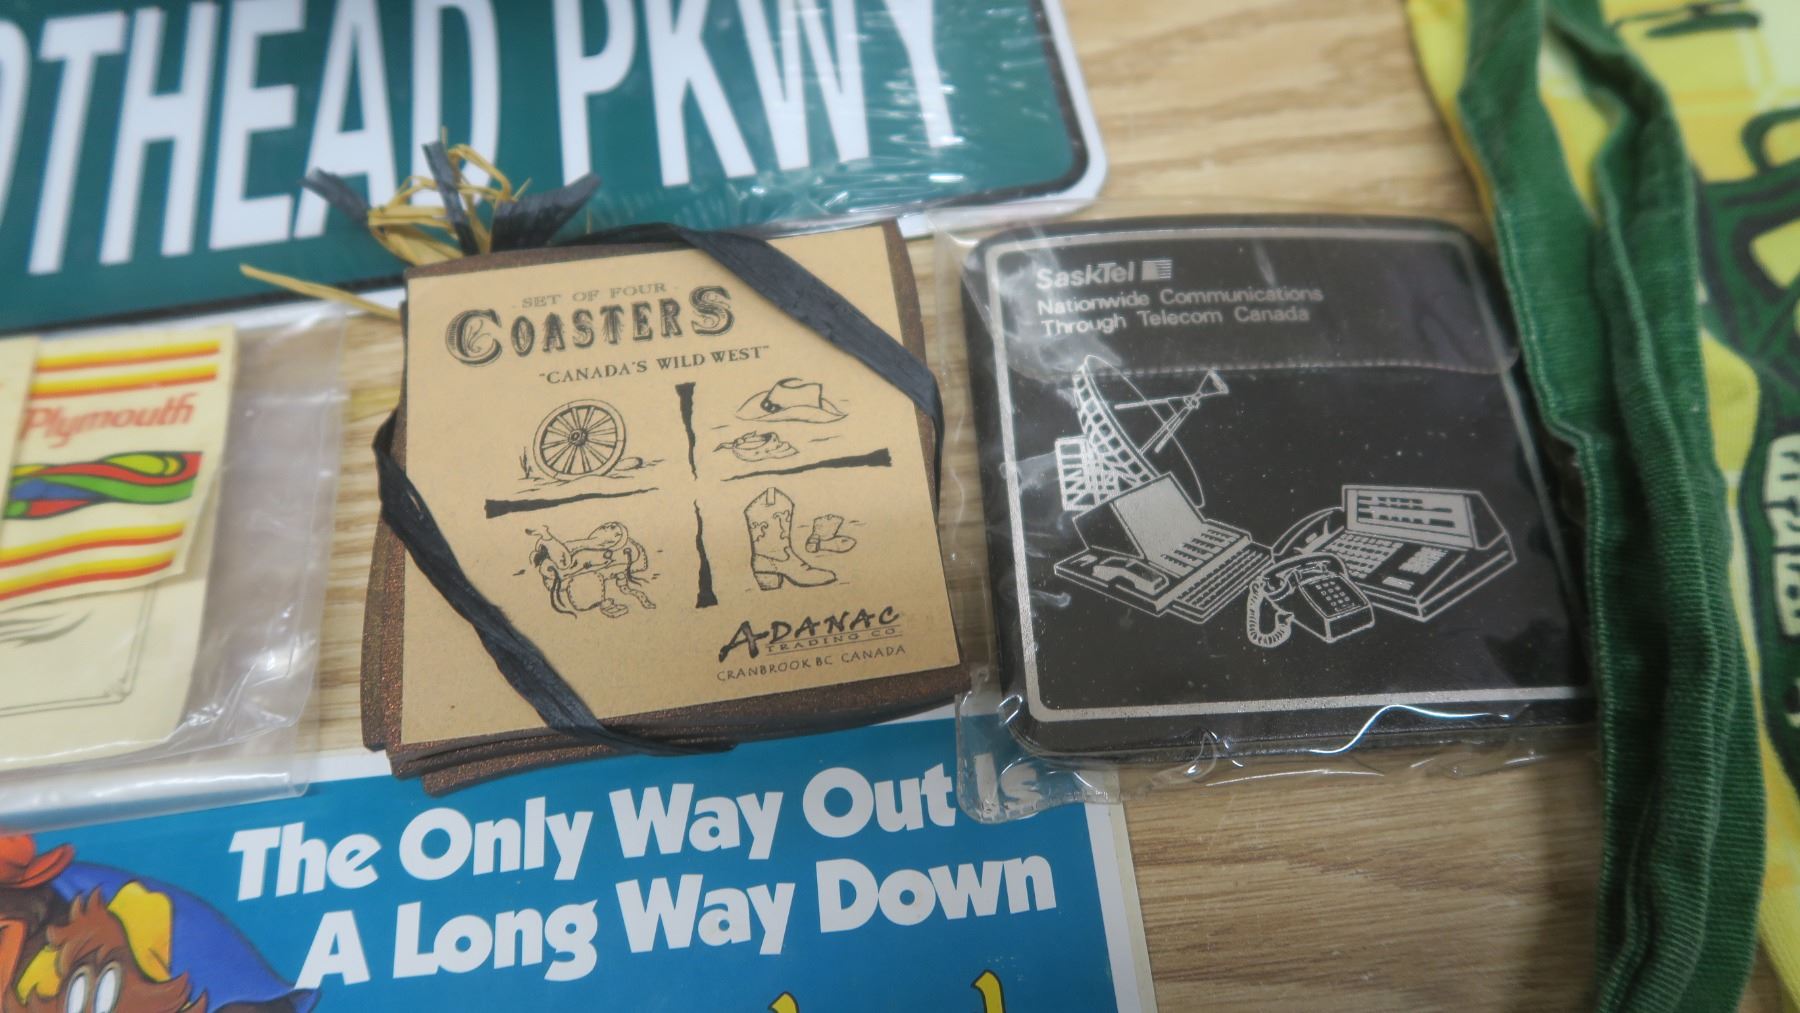 OTHEAD PKWY
- SET OF FOUR -
COASTERS
"CANADA'S WILD WEST"
ADANAC
TRADING CO.
CRANBROOK BC CANADA
SaskTel
Nationwide Communications
Through Telecom Canada
Plymouth
The Only Way Out Is
A Long Way Down